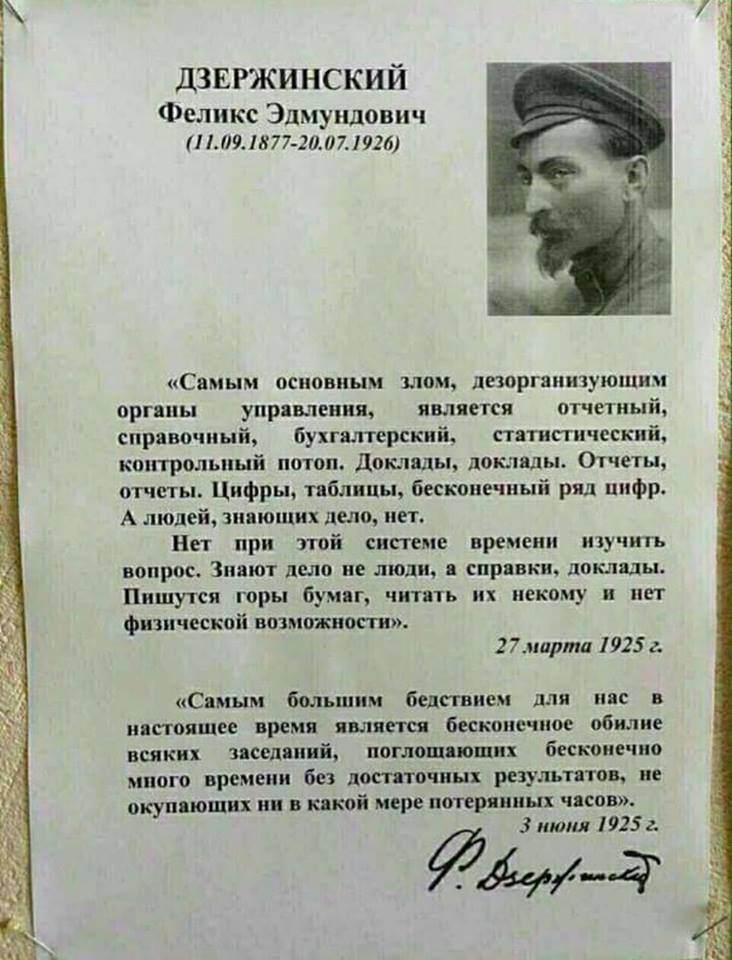 ДЗЕРЖИНСКИЙ
Феликс Эдмундович
(11.09.1877-20.07.1926)
«Самым основным злом, дезорганизующим
органы управления, является отчетный,
справочный, бухгалтерский, статистический,
контрольный потоп. Доклады, доклады. Отчеты,
отчеты. Цифры, таблицы, бесконечный ряд цифр.
А людей, знающих дело, нет.
Нет при этой системе времени изучить
вопрос. Знают дело не люди, а справки, доклады.
Пишутся горы бумаг, читать их некому и нет
физической возможности».
27 марта 1925 г.
«Самым большим бедствием для нас в
настоящее время является бесконечное обилие
всяких заседаний, поглощающих бесконечно
много времени без достаточных результатов, не
окупающих ни в какой мере потерянных часов».
3 июня 1925 г.
Ф. Дзержинский